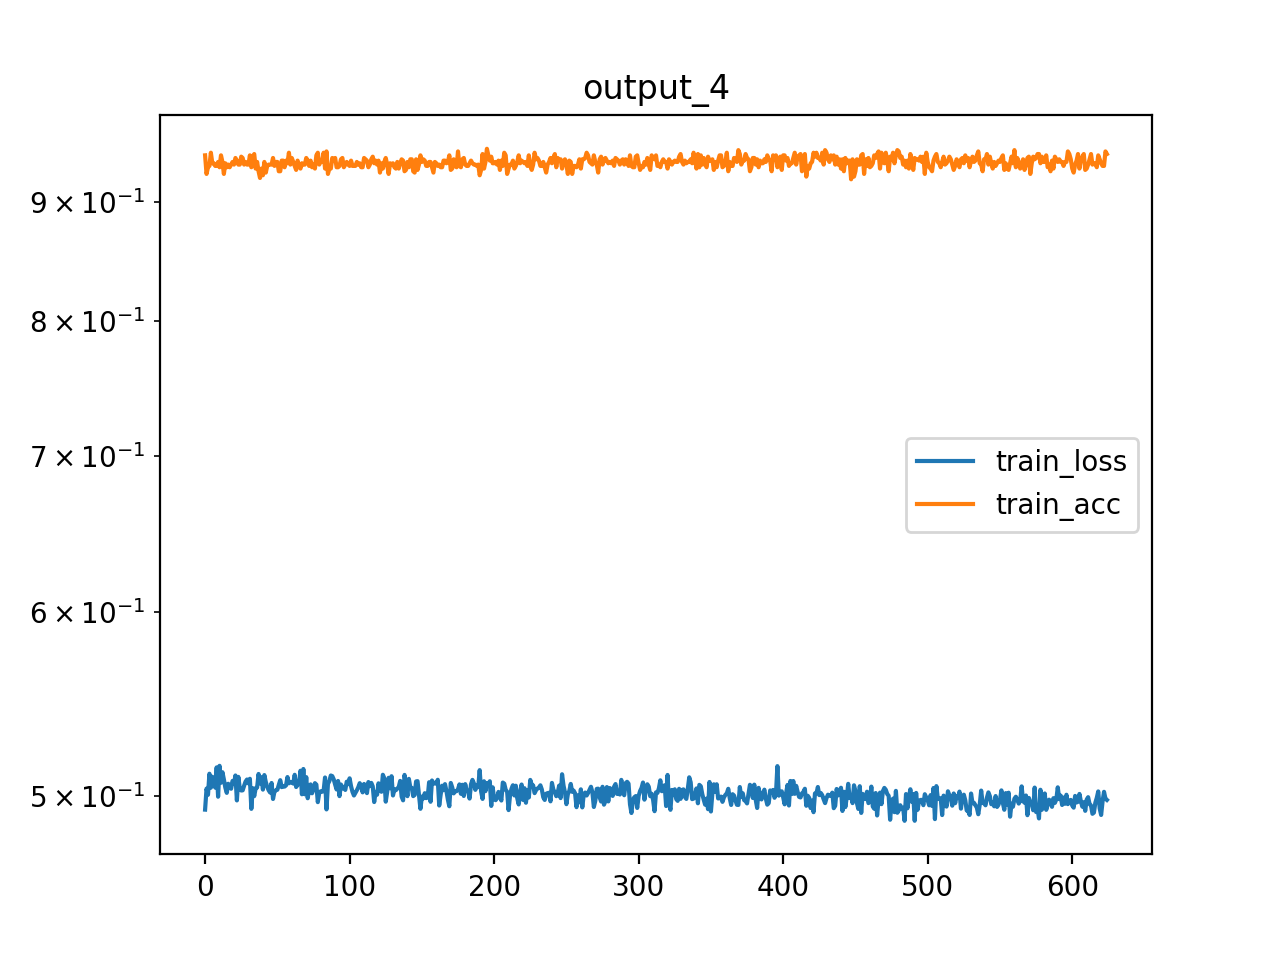 output_4
9 × 10⁻¹
8 × 10⁻¹
7 × 10⁻¹
6 × 10⁻¹
5 × 10⁻¹
train_loss
train_acc
0 100 200 300 400 500 600